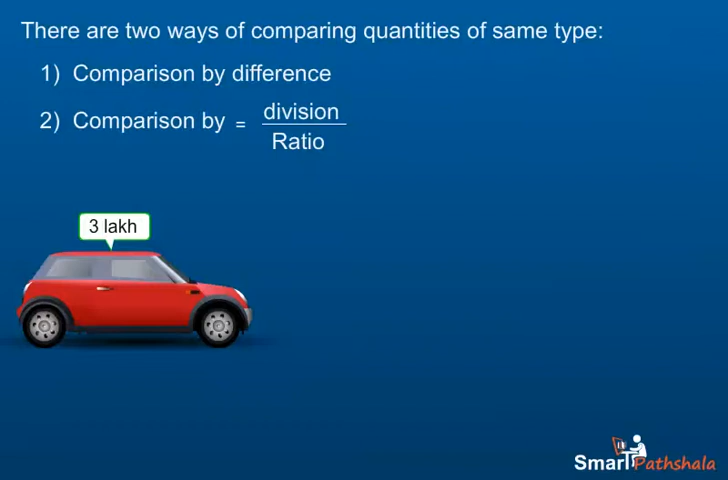 There are two ways of comparing quantities of same type:
1) Comparison by difference
2) Comparison by = division
Ratio
3 lakh
SmartPathshala